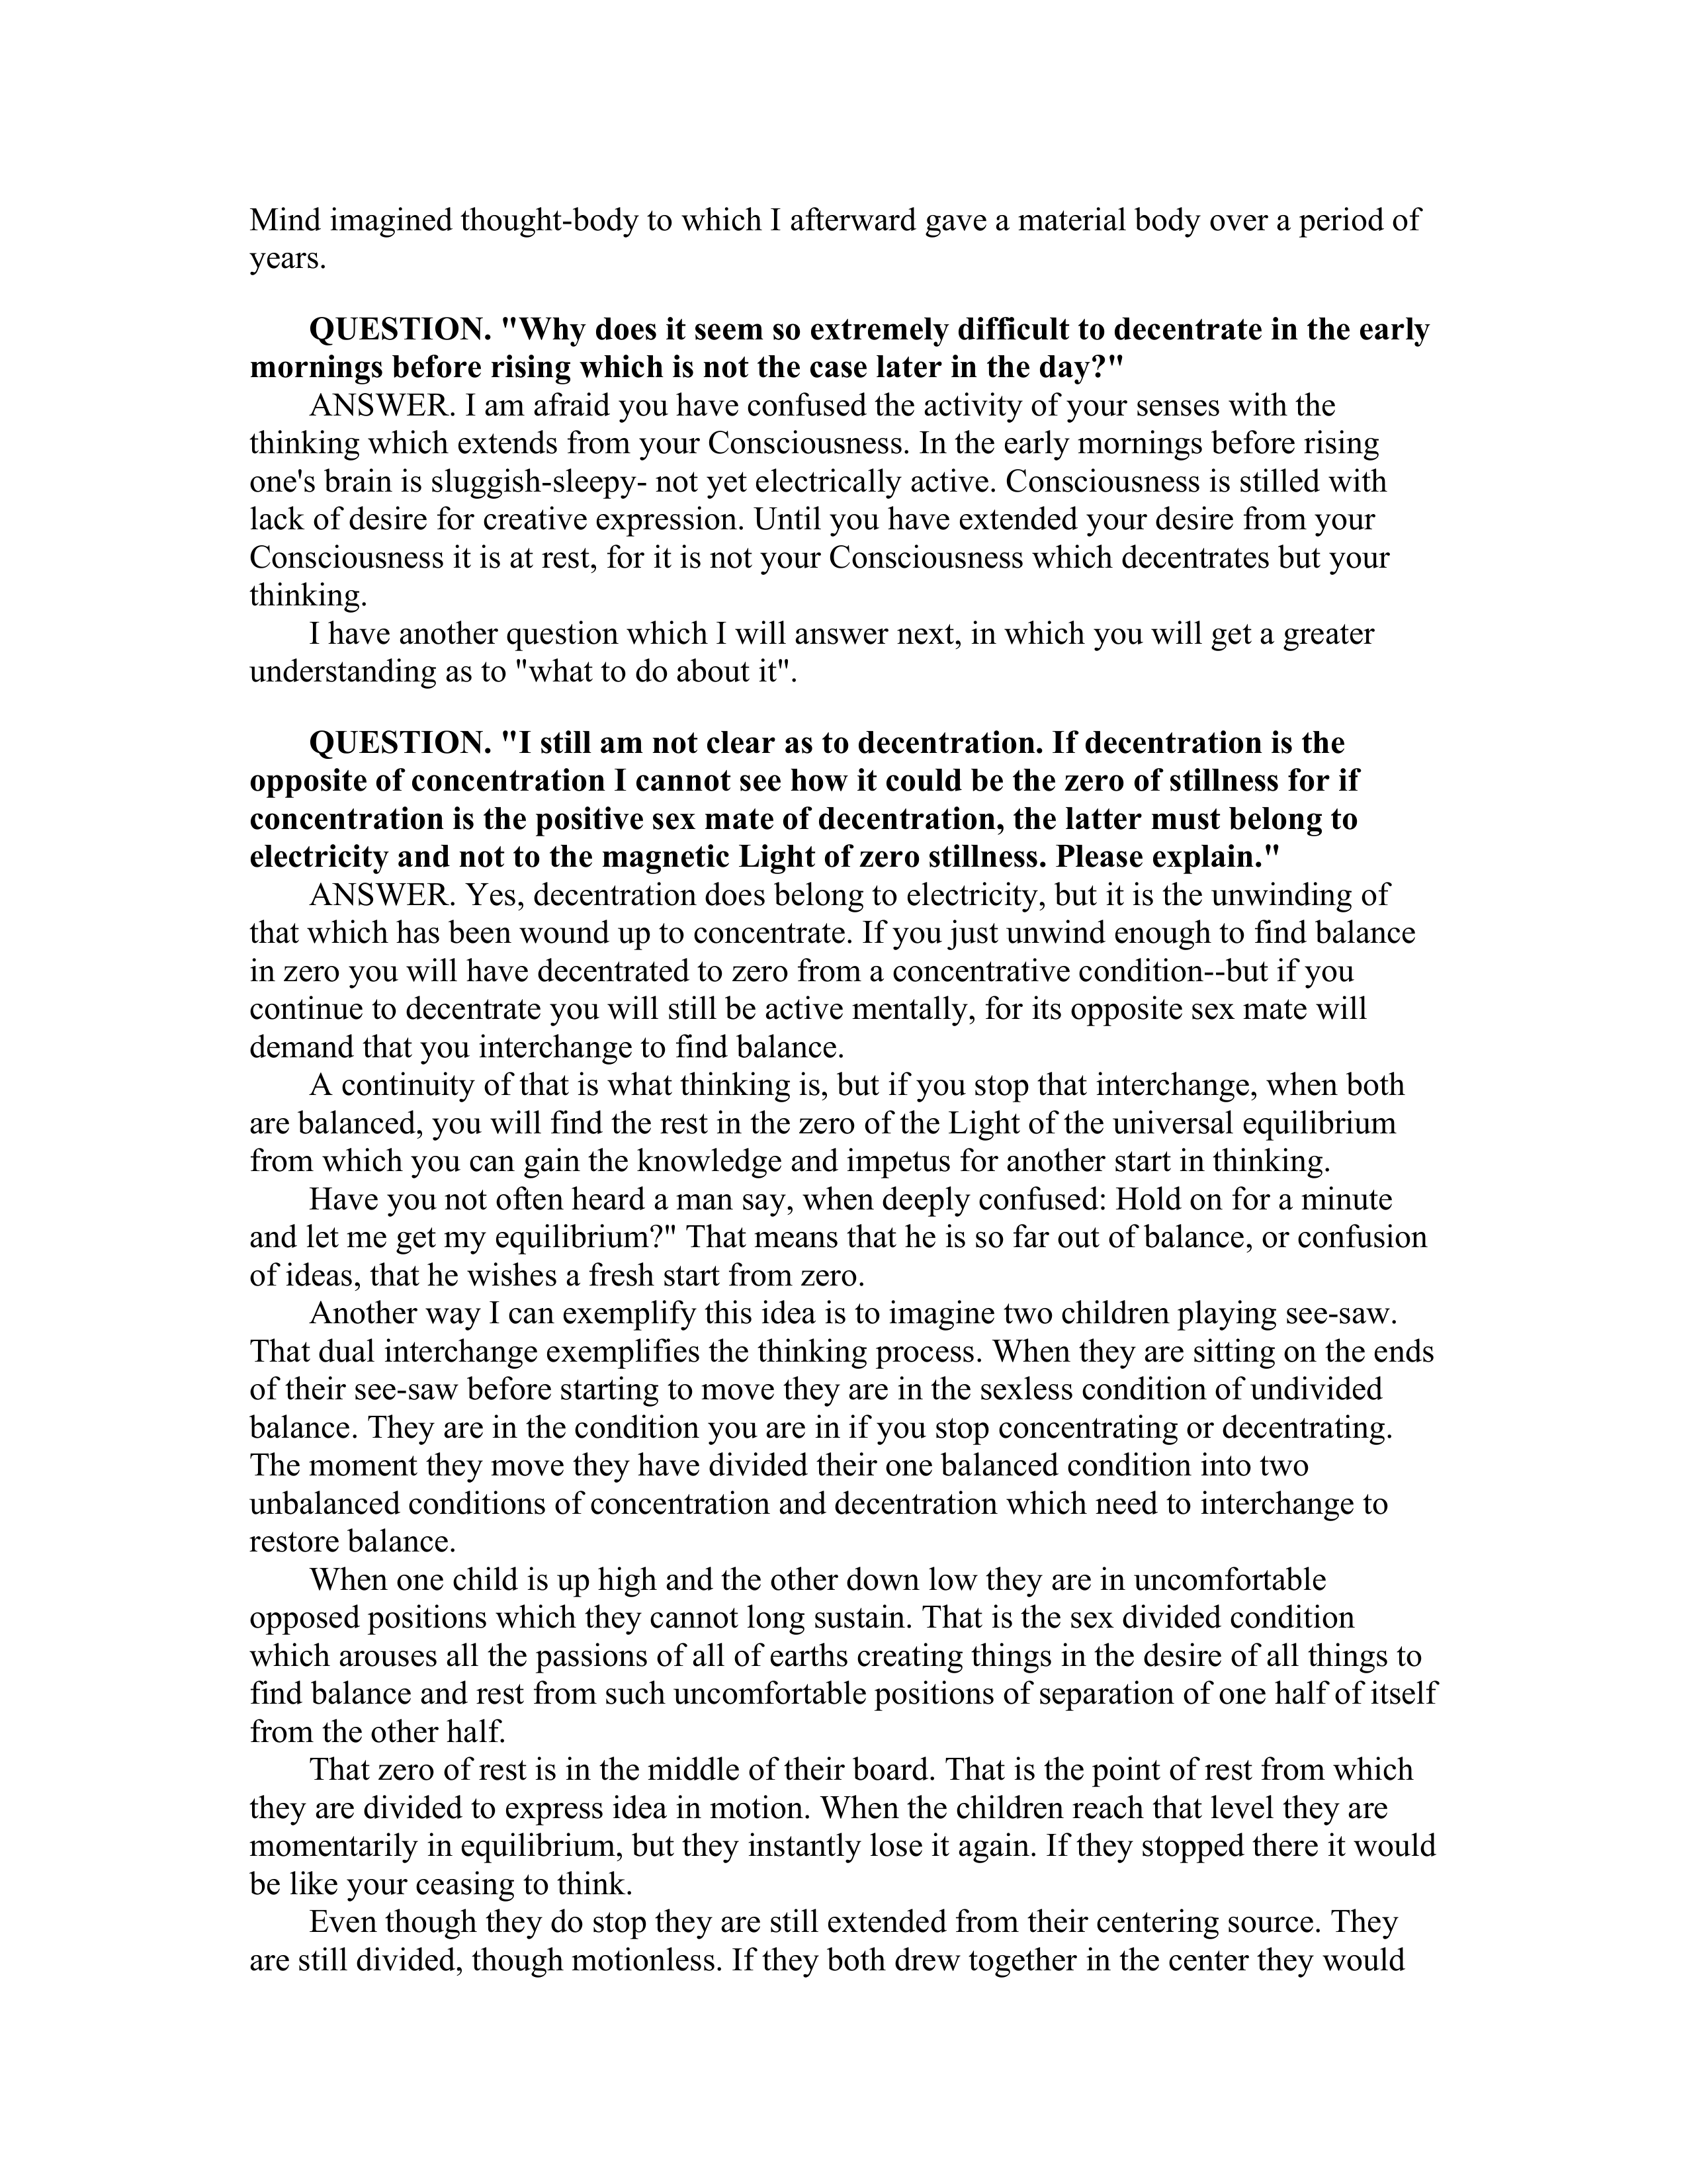 Mind imagined thought-body to which I afterward gave a material body over a period of
years.
QUESTION. "Why does it seem so extremely difficult to decentrate in the early
mornings before rising which is not the case later in the day?"
ANSWER. I am afraid you have confused the activity of your senses with the
thinking which extends from your Consciousness. In the early mornings before rising
one's brain is sluggish-sleepy- not yet electrically active. Consciousness is stilled with
lack of desire for creative expression. Until you have extended your desire from your
Consciousness it is at rest, for it is not your Consciousness which decentrates but your
thinking.
I have another question which I will answer next, in which you will get a greater
understanding as to "what to do about it".
QUESTION. "I still am not clear as to decentration. If decentration is the
opposite of concentration I cannot see how it could be the zero of stillness for if
concentration is the positive sex mate of decentration, the latter must belong to
electricity and not to the magnetic Light of zero stillness. Please explain."
ANSWER. Yes, decentration does belong to electricity, but it is the unwinding of
that which has been wound up to concentrate. If you just unwind enough to find balance
in zero you will have decentrated to zero from a concentrative condition--but if you
continue to decentrate you will still be active mentally, for its opposite sex mate will
demand that you interchange to find balance.
A continuity of that is what thinking is, but if you stop that interchange, when both
are balanced, you will find the rest in the zero of the Light of the universal equilibrium
from which you can gain the knowledge and impetus for another start in thinking.
Have you not often heard a man say, when deeply confused: Hold on for a minute
and let me get my equilibrium?" That means that he is so far out of balance, or confusion
of ideas, that he wishes a fresh start from zero.
Another way I can exemplify this idea is to imagine two children playing see-saw.
That dual interchange exemplifies the thinking process. When they are sitting on the ends
of their see-saw before starting to move they are in the sexless condition of undivided
balance. They are in the condition you are in if you stop concentrating or decentrating.
The moment they move they have divided their one balanced condition into two
unbalanced conditions of concentration and decentration which need to interchange to
restore balance.
When one child is up high and the other down low they are in uncomfortable
opposed positions which they cannot long sustain. That is the sex divided condition
which arouses all the passions of all of earths creating things in the desire of all things to
find balance and rest from such uncomfortable positions of separation of one half of itself
from the other half.
That zero of rest is in the middle of their board. That is the point of rest from which
they are divided to express idea in motion. When the children reach that level they are
momentarily in equilibrium, but they instantly lose it again. If they stopped there it would
be like your ceasing to think.
Even though they do stop they are still extended from their centering source. They
are still divided, though motionless. If they both drew together in the center they would